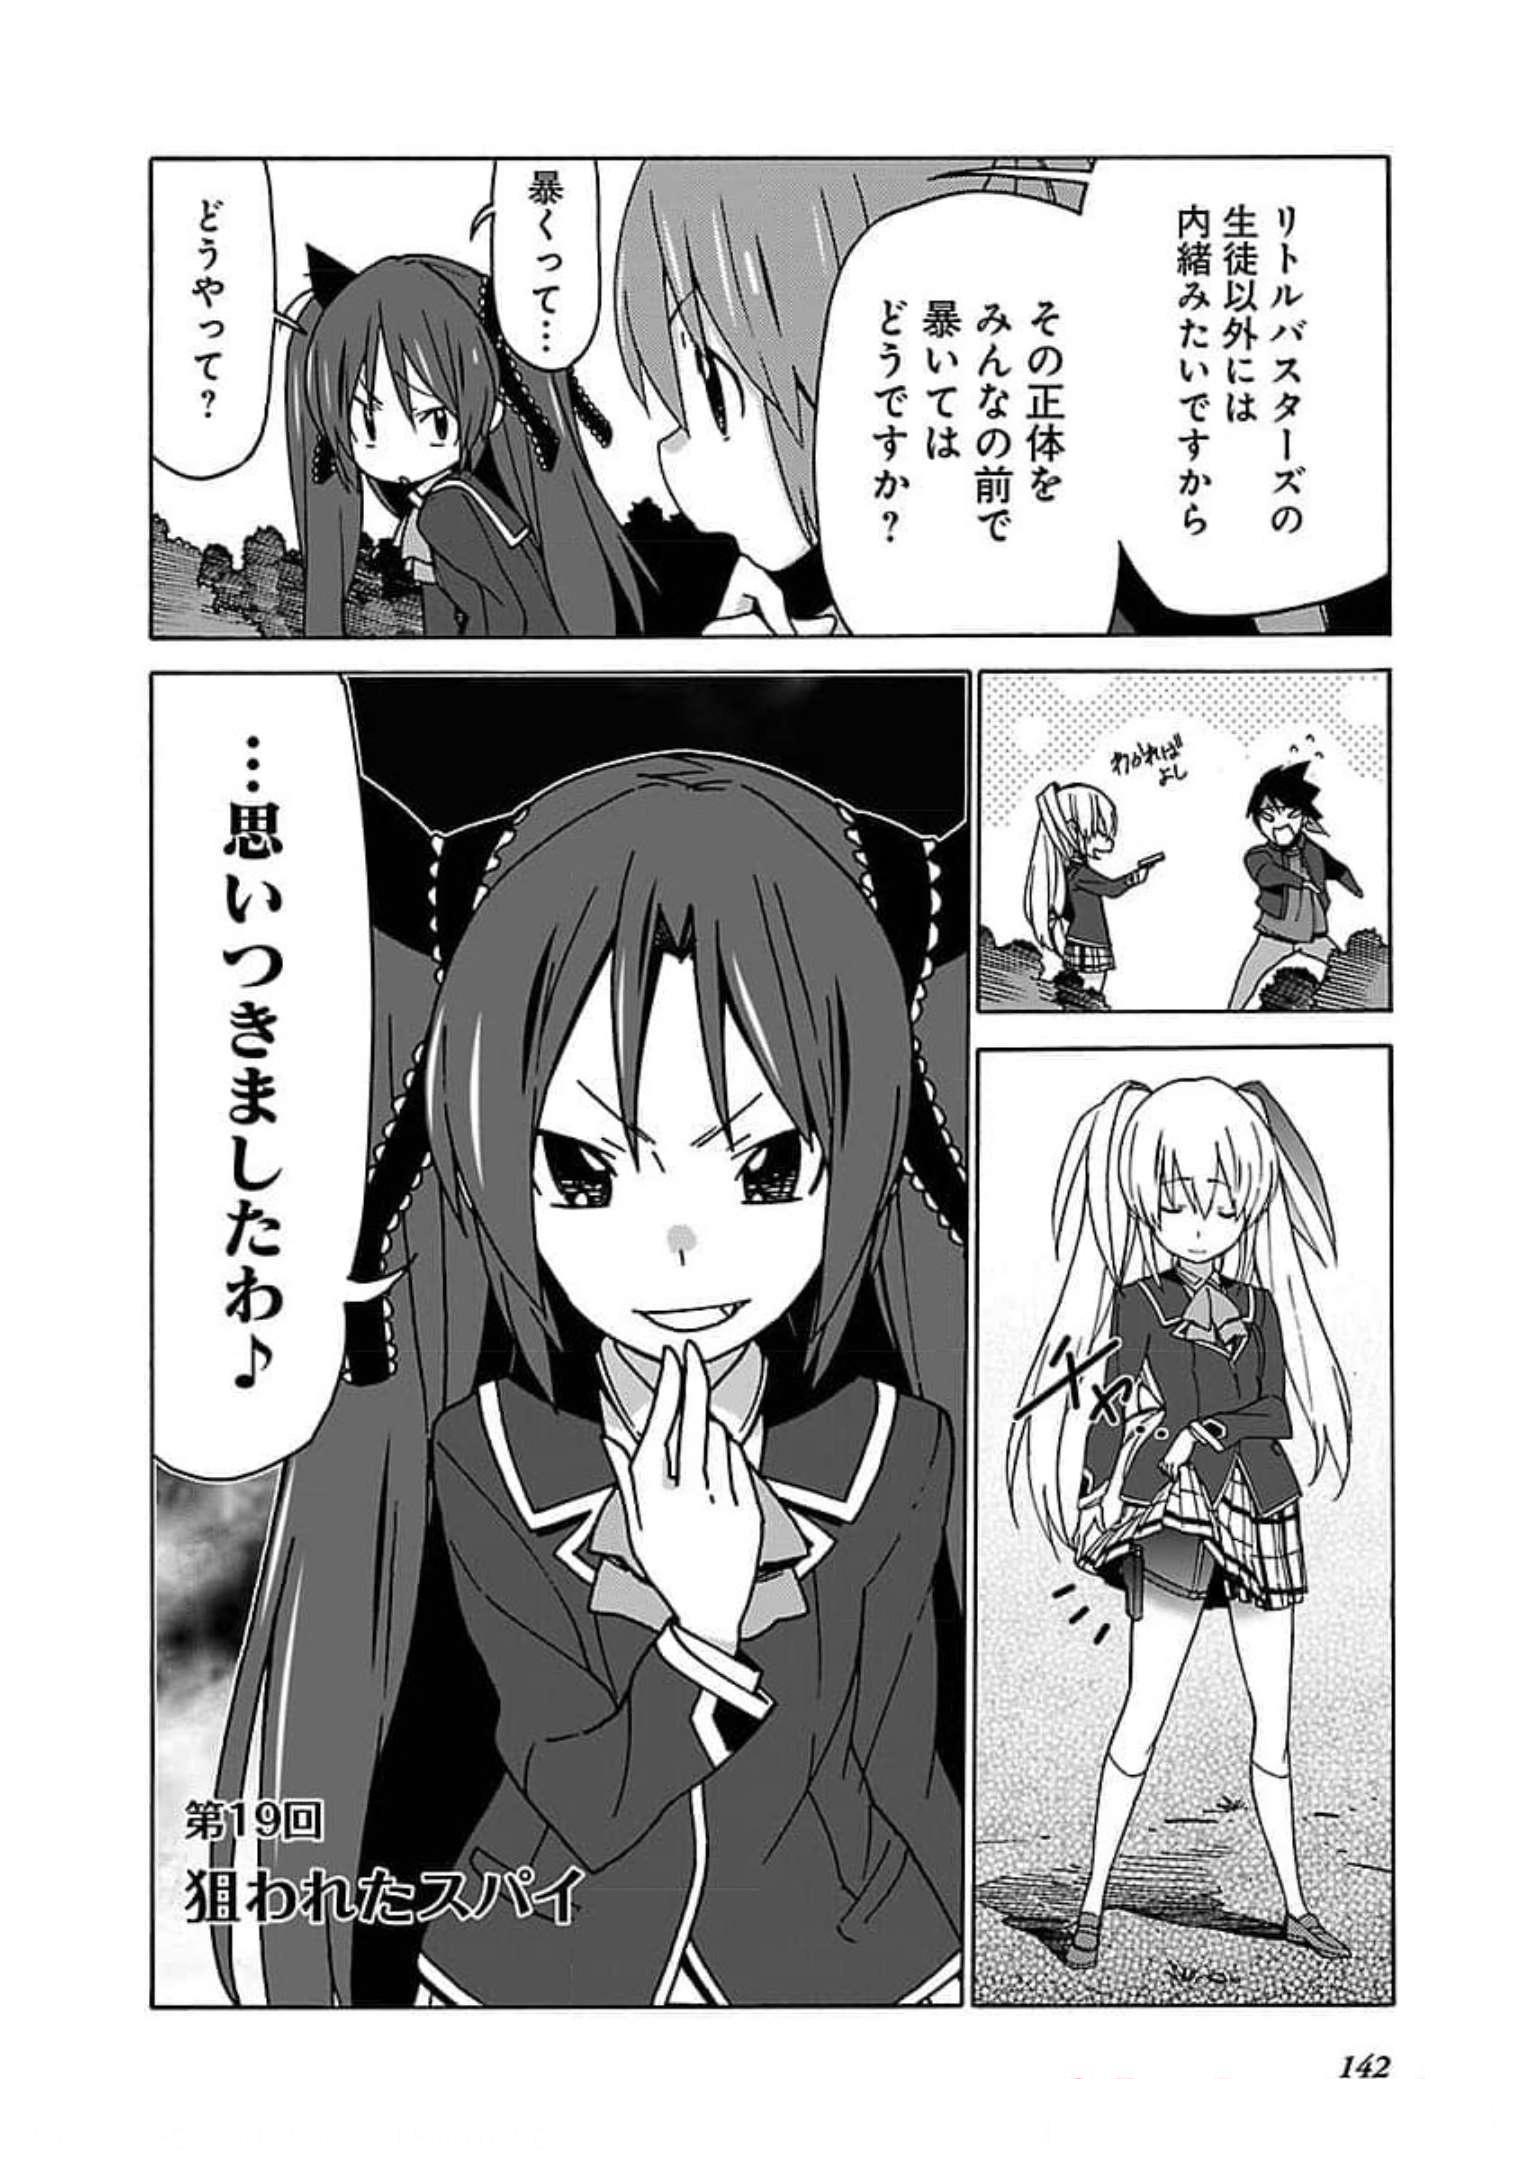 リトルバスターズの
生徒以外には
内緒みたいですから
その正体を
みんなの前で
暴いては
どうですか？
暴くって…
どうやって？
わかれば
よし
チャ…
…思いつきましたわ♪
第19回
狙われたスパイ
142